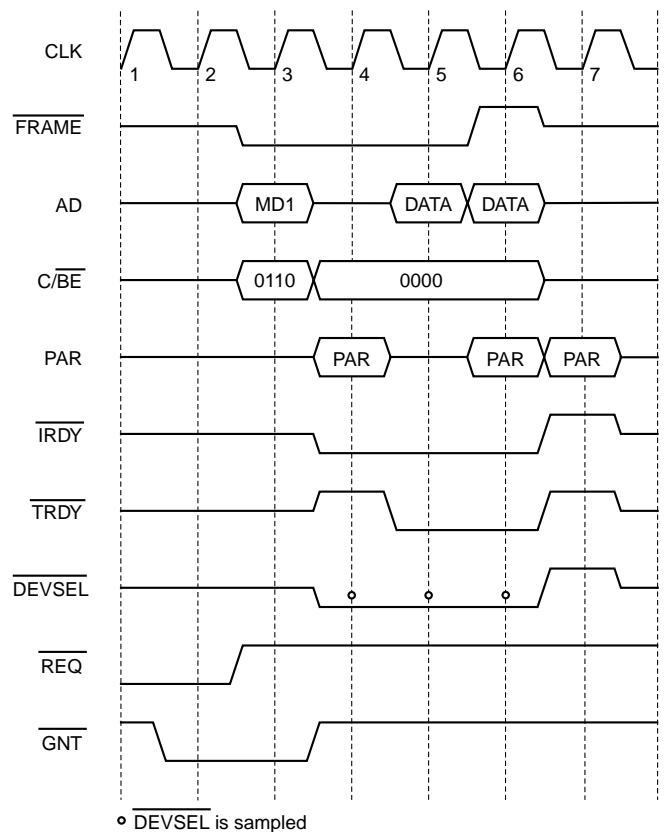 CLK
1 2 3 4 5 6 7
FRAME
AD MD1 DATA DATA
C/BE 0110 0000
PAR PAR PAR PAR
IRDY
TRDY
DEVSEL
REQ
GNT
DEVSEL is sampled